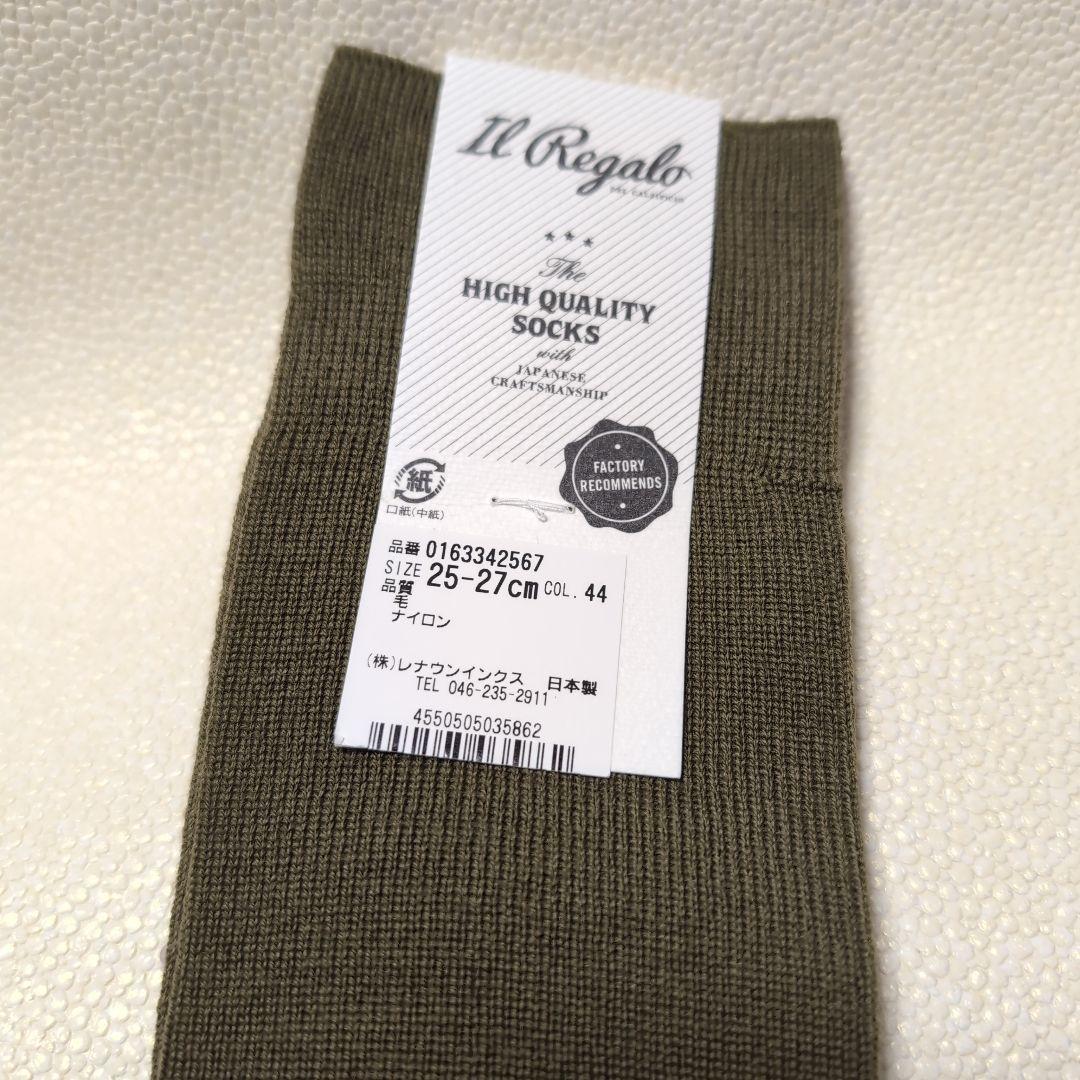 Il Regalo
The
HIGH QUALITY
SOCKS
with
JAPANESE
CRAFTSMANSHIP
FACTORY
RECOMMENDS
紙
口紙(中紙)
品番 0163342567
SIZE 25-27cm COL. 44
品質
毛
ナイロン
(株)レナウンインクス 日本製
TEL 046-235-2911
4550505035862